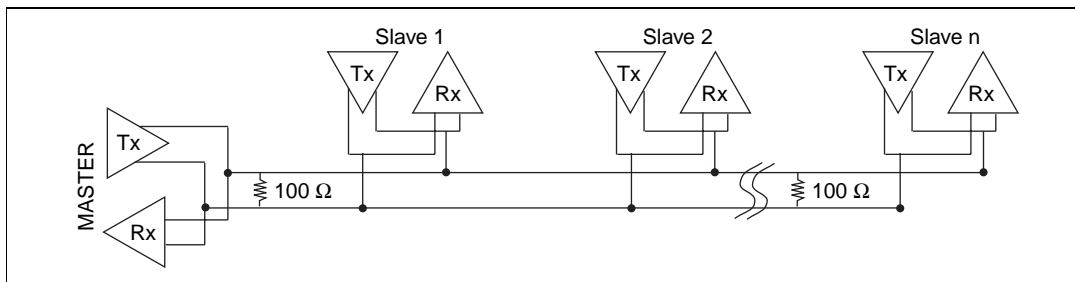 Slave 1 Slave 2 Slave n
Tx Rx Tx Rx Tx Rx
MASTER
Tx
100 Ω 100 Ω
Rx